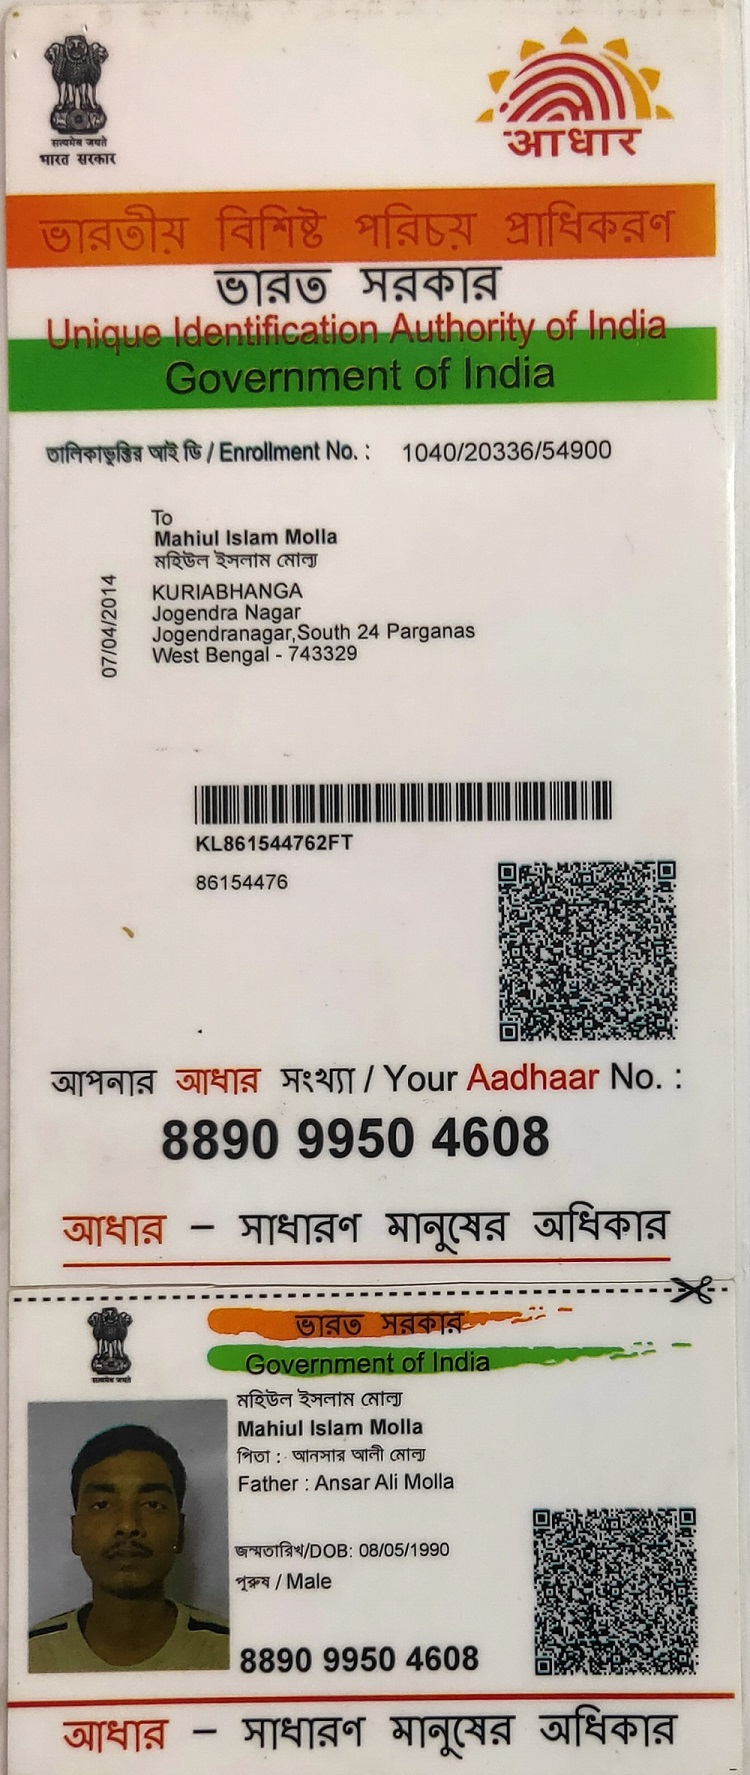 सत्यमेव जयते
भारत सरकार
आधार
ভারতীয় বিশিষ্ট পরিচয় প্রাধিকরণ
ভারত সরকার
Unique Identification Authority of India
Government of India
তালিকাভুক্তির আই ডি / Enrollment No. : 1040/20336/54900
To
Mahiul Islam Molla
মহিউল ইসলাম মোল্য
KURIABHANGA
Jogendra Nagar
Jogendranagar,South 24 Parganas
West Bengal - 743329
07/04/2014
KL861544762FT
86154476
আপনার আধার সংখ্যা / Your Aadhaar No. :
8890 9950 4608
আধার – সাধারণ মানুষের অধিকার
सत्यमेव जयते
ভারত সরকার
Government of India
মহিউল ইসলাম মোল্য
Mahiul Islam Molla
পিতা : আনসার আলী মোল্য
Father : Ansar Ali Molla
জন্মতারিখ/DOB: 08/05/1990
পুরুষ / Male
8890 9950 4608
আধার – সাধারণ মানুষের অধিকার